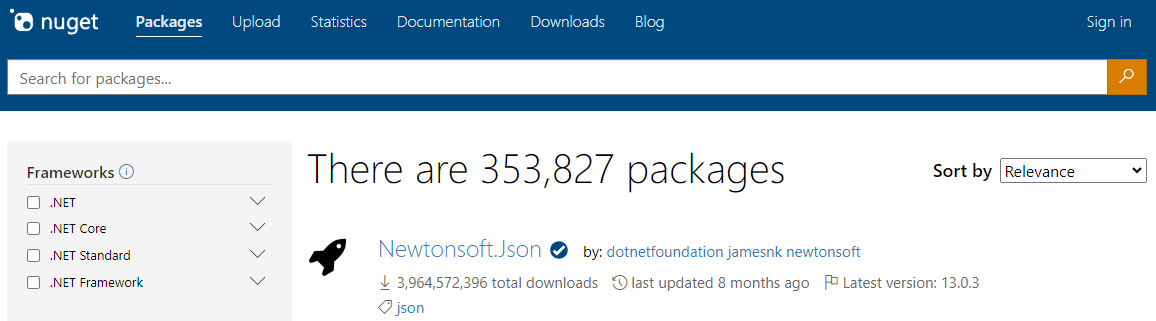 nuget Packages Upload Statistics Documentation Downloads Blog Sign in
Search for packages...
Frameworks
.NET
.NET Core
.NET Standard
.NET Framework
There are 353,827 packages
Sort by Relevance
Newtonsoft.Json by: dotnetfoundation jamesnk newtonsoft
3,964,572,396 total downloads last updated 8 months ago Latest version: 13.0.3
json